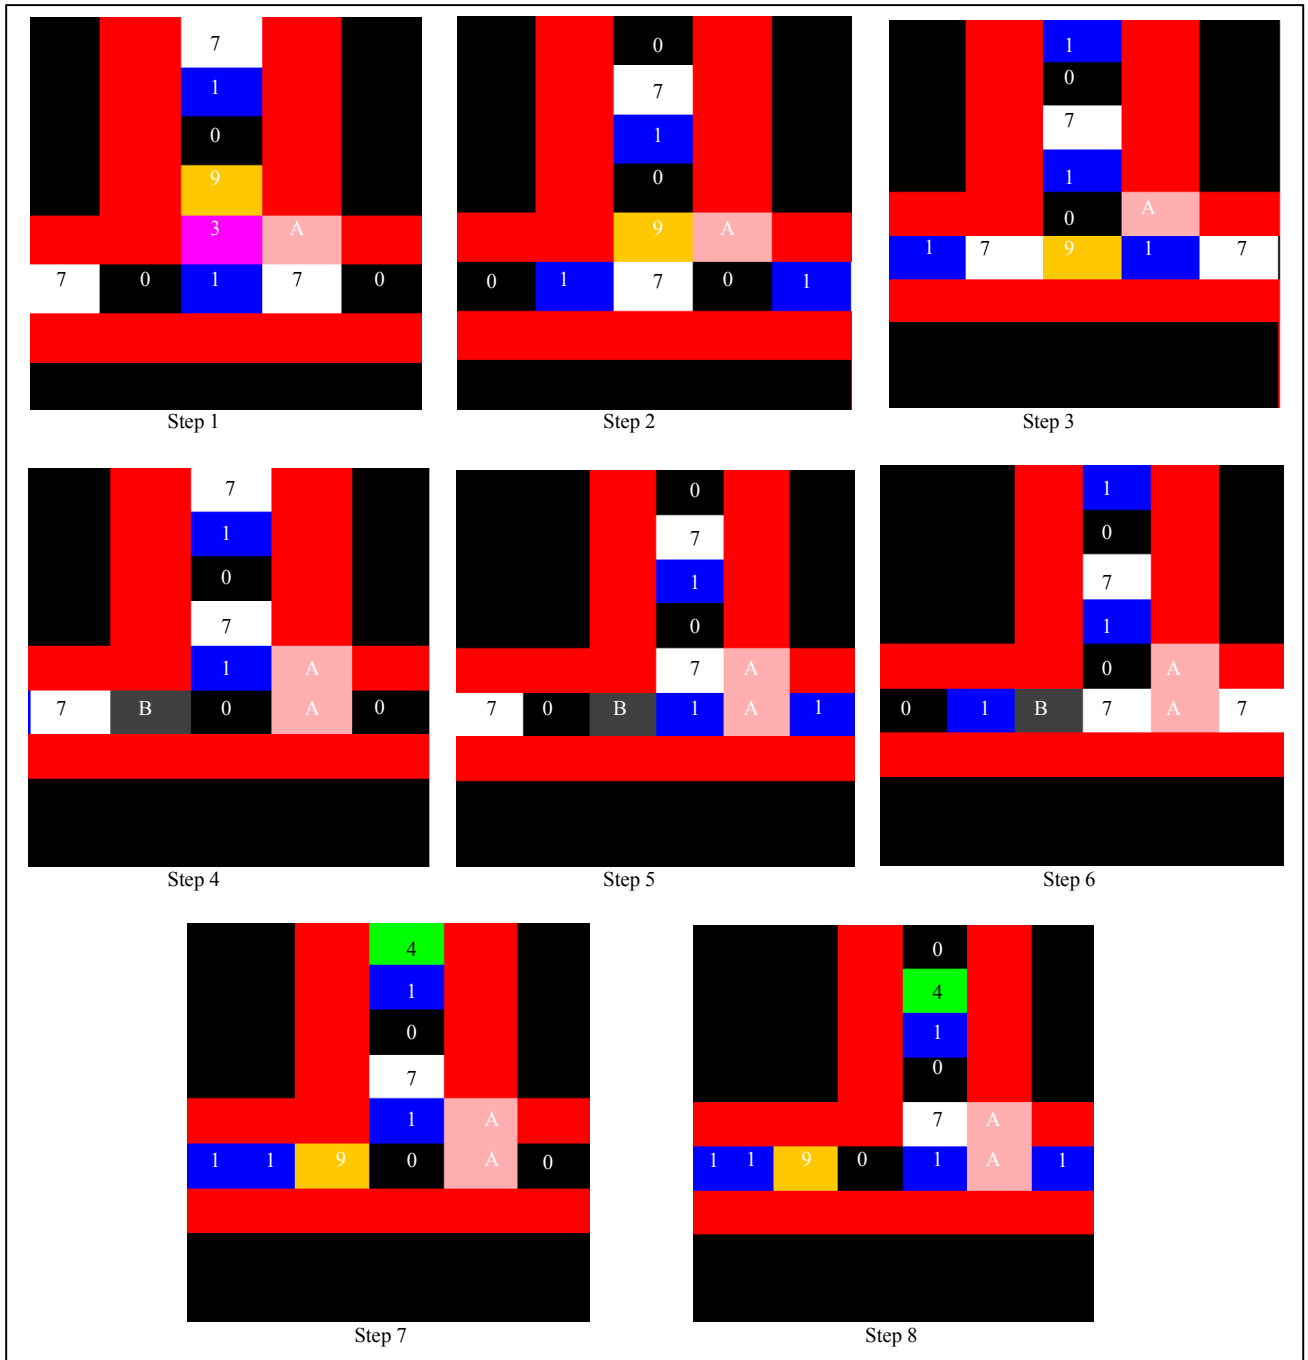 7
1
0
9
3 A
7 0 1 7 0
Step 1
0
7
1
0
9 A
0 1 7 0 1
Step 2
1
0
7
1
0 A
1 7 9 1 7
Step 3
7
1
0
7
1 A
7 B 0 A 0
Step 4
0
7
1
0
7 A
7 0 B 1 A 1
Step 5
1
0
7
1
0 A
0 1 B 7 A 7
Step 6
4
1
0
7
1 A
1 1 9 0 A 0
Step 7
0
4
1
0
7 A
1 1 9 0 1 A 1
Step 8